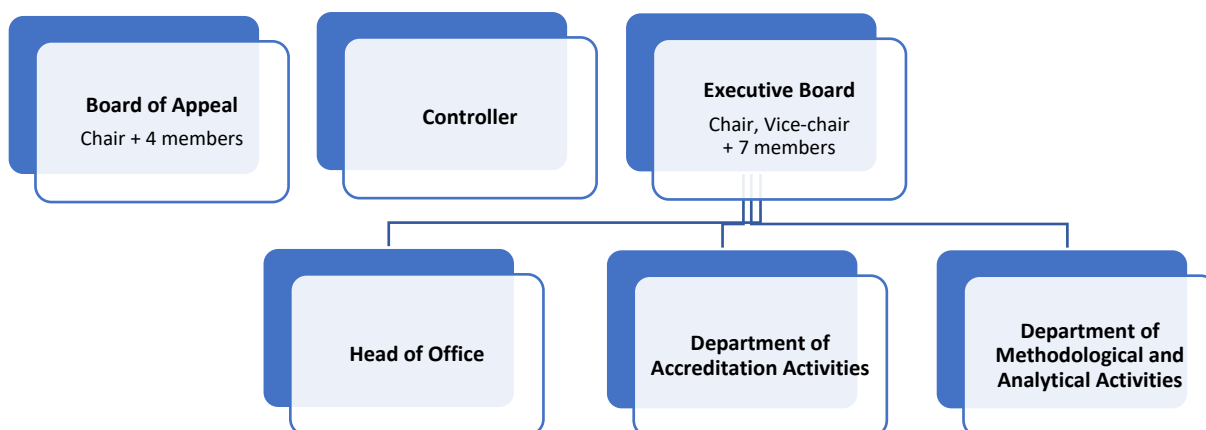 Board of Appeal
Chair + 4 members
Controller
Executive Board
Chair, Vice-chair
+ 7 members
Head of Office
Department of
Accreditation Activities
Department of
Methodological and
Analytical Activities